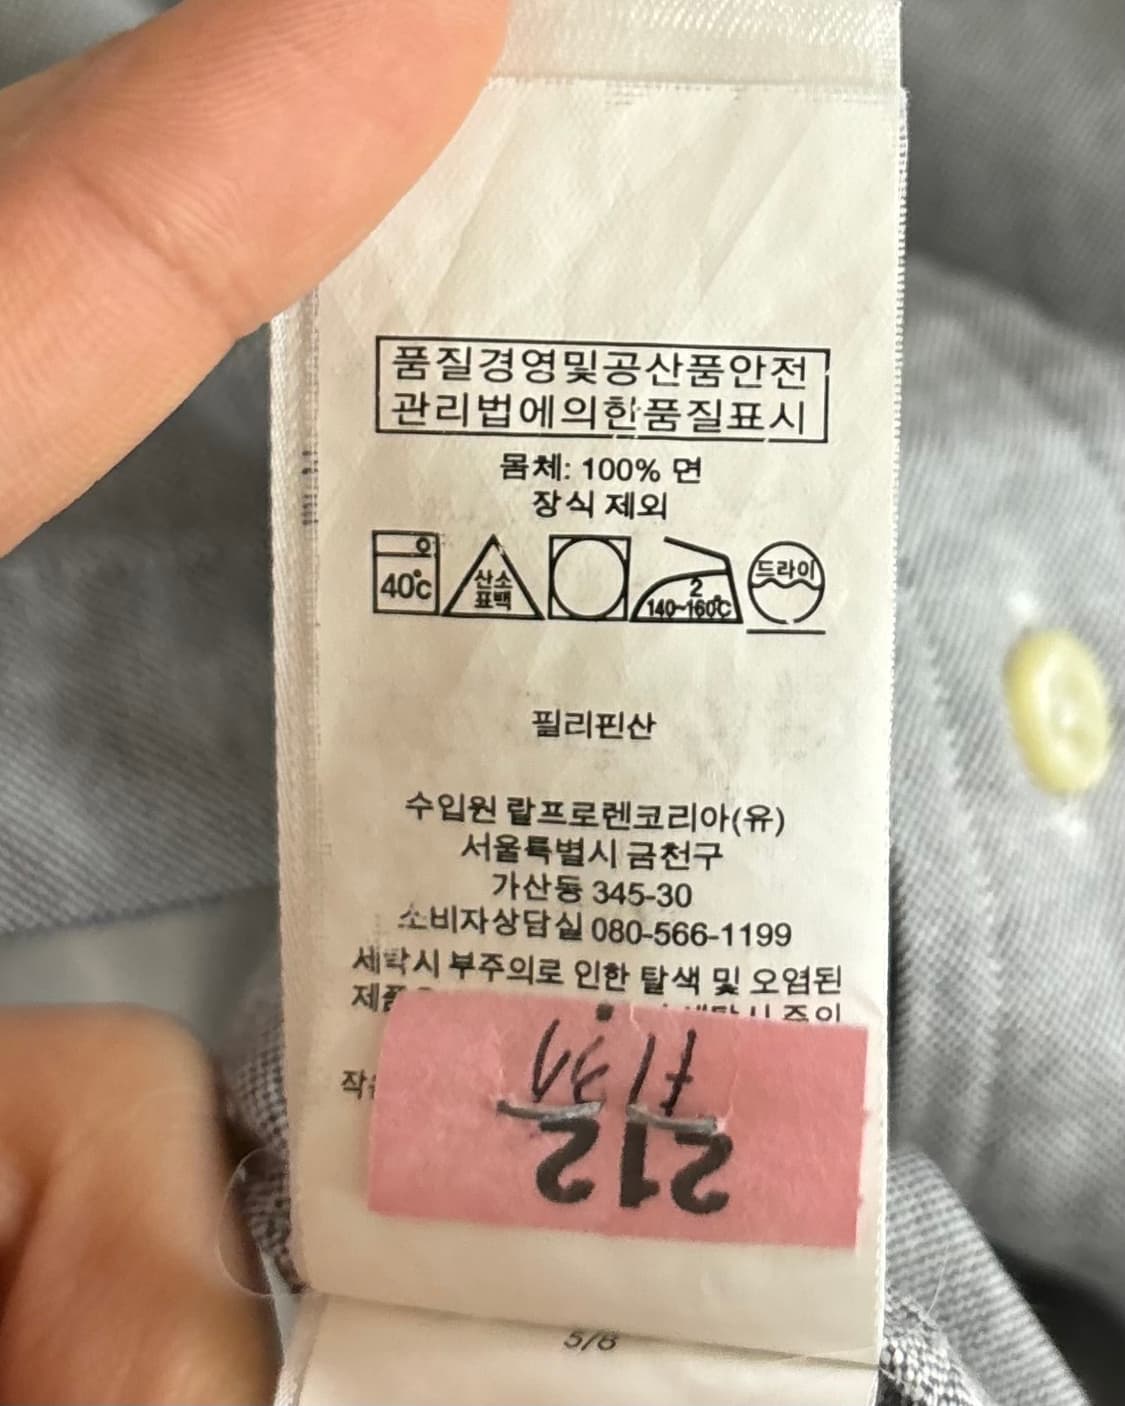 품질경영및공산품안전
관리법에의한품질표시
몸체: 100% 면
장식 제외
40℃
산소
표백
2
140~160℃
드라이
필리핀산
수입원 랄프로렌코리아(유)
서울특별시 금천구
가산동 345-30
소비자상담실 080-566-1199
세탁시 부주의로 인한 탈색 및 오염된
주의
212
5/6